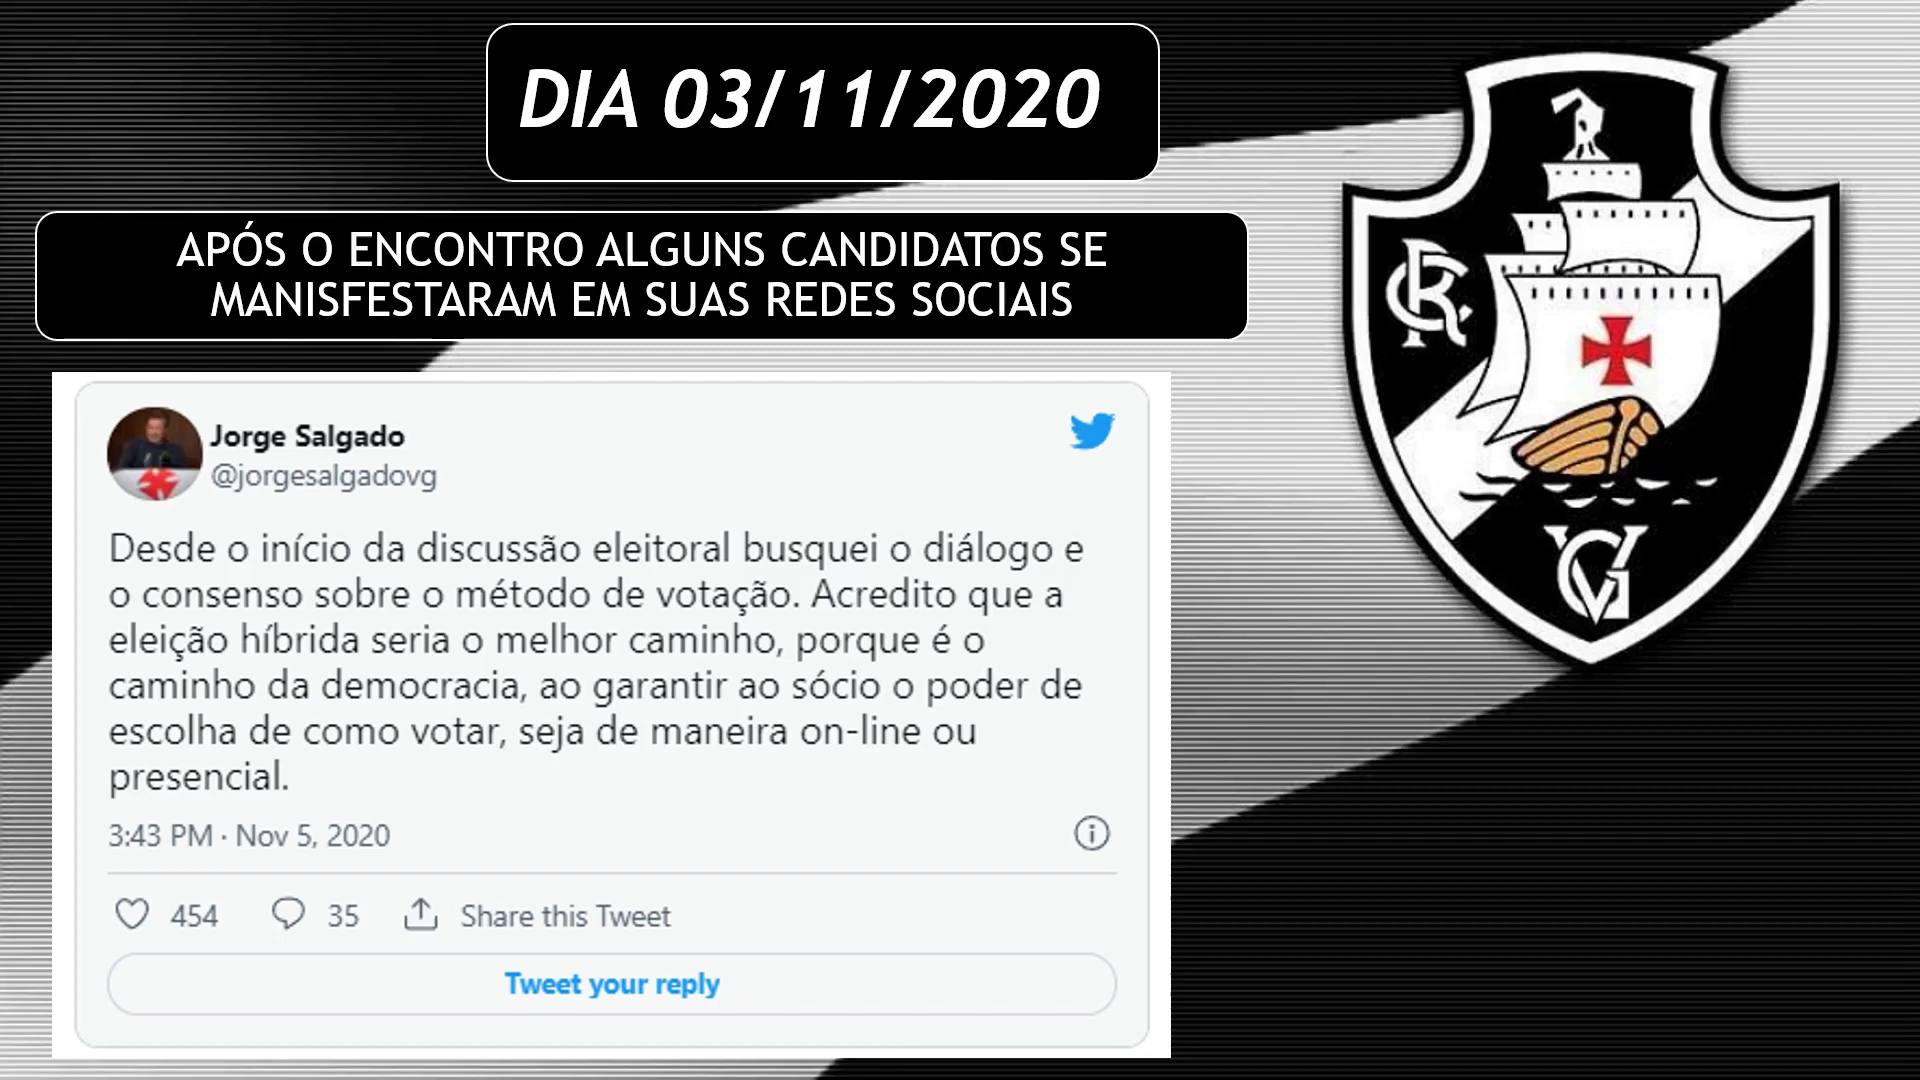 DIA 03/11/2020
APÓS O ENCONTRO ALGUNS CANDIDATOS SE
MANISFESTARAM EM SUAS REDES SOCIAIS
Jorge Salgado
@jorgesalgadovg
Desde o início da discussão eleitoral busquei o diálogo e
o consenso sobre o método de votação. Acredito que a
eleição híbrida seria o melhor caminho, porque é o
caminho da democracia, ao garantir ao sócio o poder de
escolha de como votar, seja de maneira on-line ou
presencial.
3:43 PM · Nov 5, 2020
454 35 Share this Tweet
Tweet your reply
CR
VG